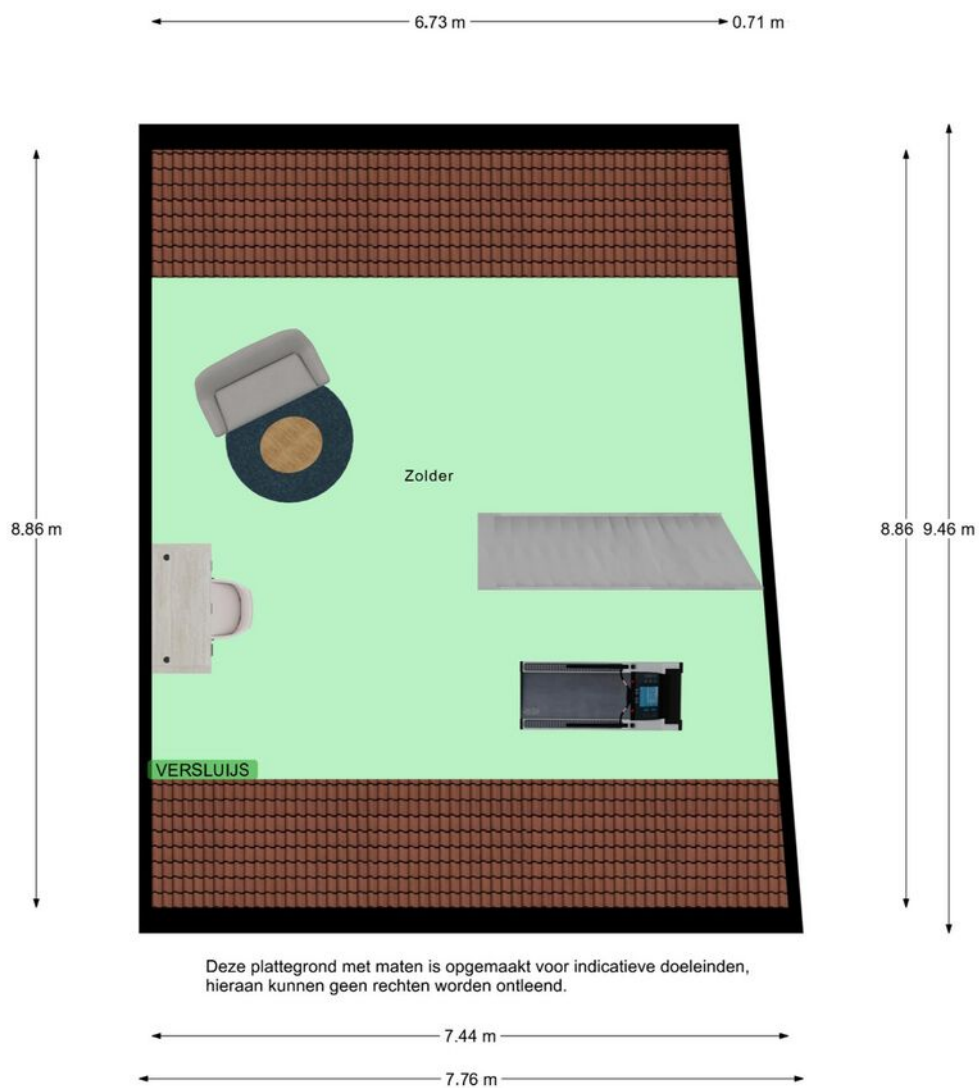 6.73 m 0.71 m
Zolder
8.86 m 8.86 9.46 m
VERSLUIJS
Deze plattegrond met maten is opgemaakt voor indicatieve doeleinden,
hieraan kunnen geen rechten worden ontleend.
7.44 m
7.76 m